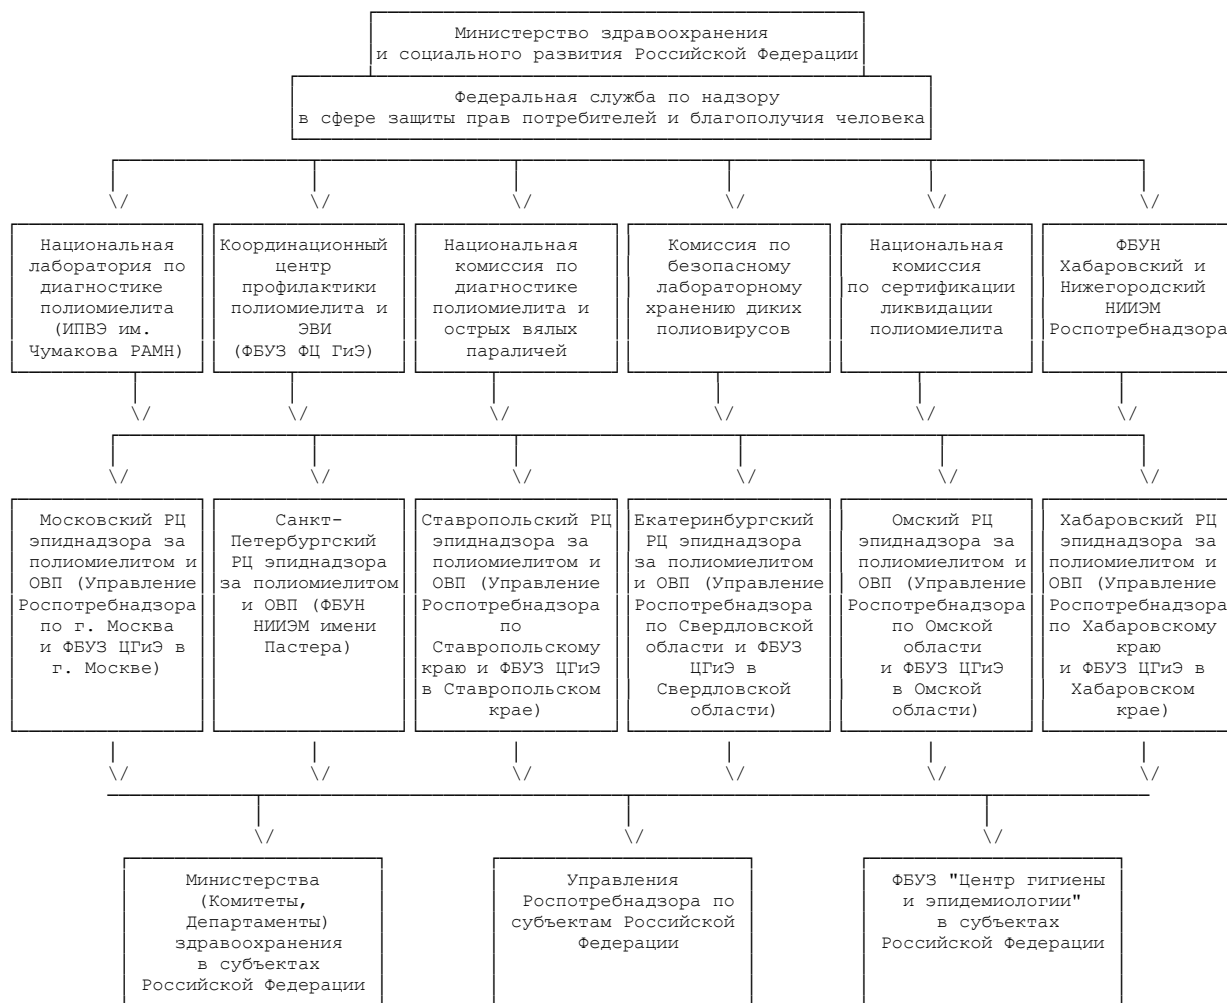 Министерство здравоохранения
и социального развития Российской Федерации
Федеральная служба по надзору
в сфере защиты прав потребителей и благополучия человека
Национальная
лаборатория по
диагностике
полиомиелита
(ИПВЭ им.
Чумакова РАМН)
Координационный
центр
профилактики
полиомиелита и
ЭВИ
(ФБУЗ ФЦ ГиЭ)
Национальная
комиссия по
диагностике
полиомиелита и
острых вялых
параличей
Комиссия по
безопасному
лабораторному
хранению диких
полиовирусов
Национальная
комиссия
по сертификации
ликвидации
полиомиелита
ФБУН
Хабаровский и
Нижегородский
НИИЭМ
Роспотребнадзора
Московский РЦ
эпиднадзора за
полиомиелитом и
ОВП (Управление
Роспотребнадзора
по г. Москва
и ФБУЗ ЦГиЭ в
г. Москве)
Санкт-
Петербургский
РЦ эпиднадзора
за полиомиелитом
и ОВП (ФБУН
НИИЭМ имени
Пастера)
Ставропольский РЦ
эпиднадзора за
полиомиелитом и
ОВП (Управление
Роспотребнадзора
по
Ставропольскому
краю и ФБУЗ ЦГиЭ
в Ставропольском
крае)
Екатеринбургский
РЦ эпиднадзора
за полиомиелитом
и ОВП (Управление
Роспотребнадзора
по Свердловской
области и ФБУЗ
ЦГиЭ в
Свердловской
области)
Омский РЦ
эпиднадзора за
полиомиелитом и
ОВП (Управление
Роспотребнадзора
по Омской
области
и ФБУЗ ЦГиЭ
в Омской
области)
Хабаровский РЦ
эпиднадзора за
полиомиелитом и
ОВП (Управление
Роспотребнадзора
по Хабаровскому
краю
и ФБУЗ ЦГиЭ в
Хабаровском
крае)
Министерства
(Комитеты,
Департаменты)
здравоохранения
в субъектах
Российской Федерации
Управления
Роспотребнадзора по
субъектам Российской
Федерации
ФБУЗ "Центр гигиены
и эпидемиологии"
в субъектах
Российской Федерации